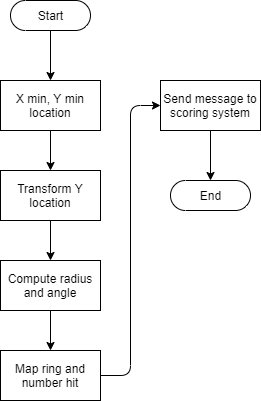 Start
X min, Y min
location
Transform Y
location
Compute radius
and angle
Map ring and
number hit
Send message to
scoring system
End